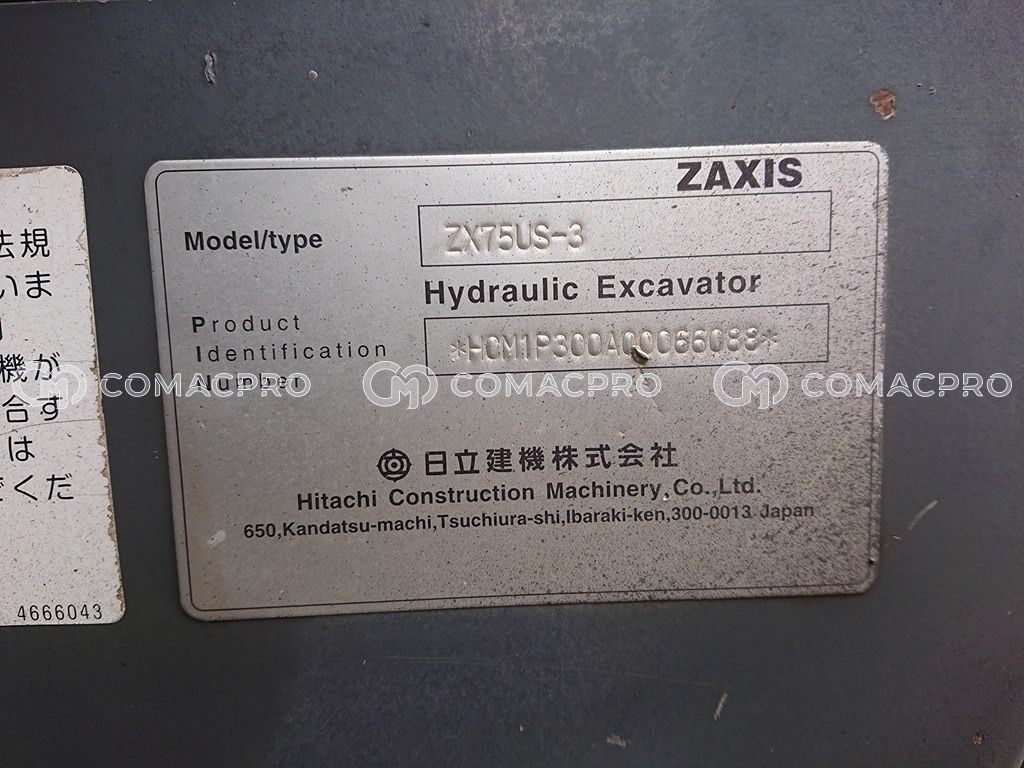 法規
いま
機が
合す
は
くだ
4666043
ZAXIS
Model/type
ZX75US-3
Hydraulic Excavator
Product
Identification
Number
*HCM1P300A00066088*
COMACPRO COMACPRO COMACPRO
日立建機株式会社
Hitachi Construction Machinery Co.,Ltd.
650,Kandatsu-machi,Tsuchiura-shi,Ibaraki-ken,300-0013 Japan